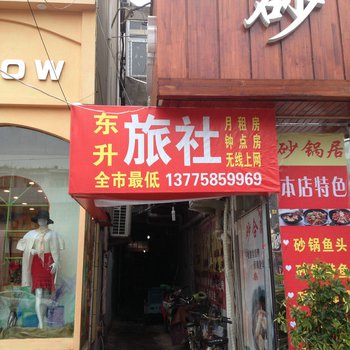 OW
砂
东升
旅社
月租房
钟点房
无线上网
全市最低 13775859969
砂锅居
本店特色
砂锅鱼头